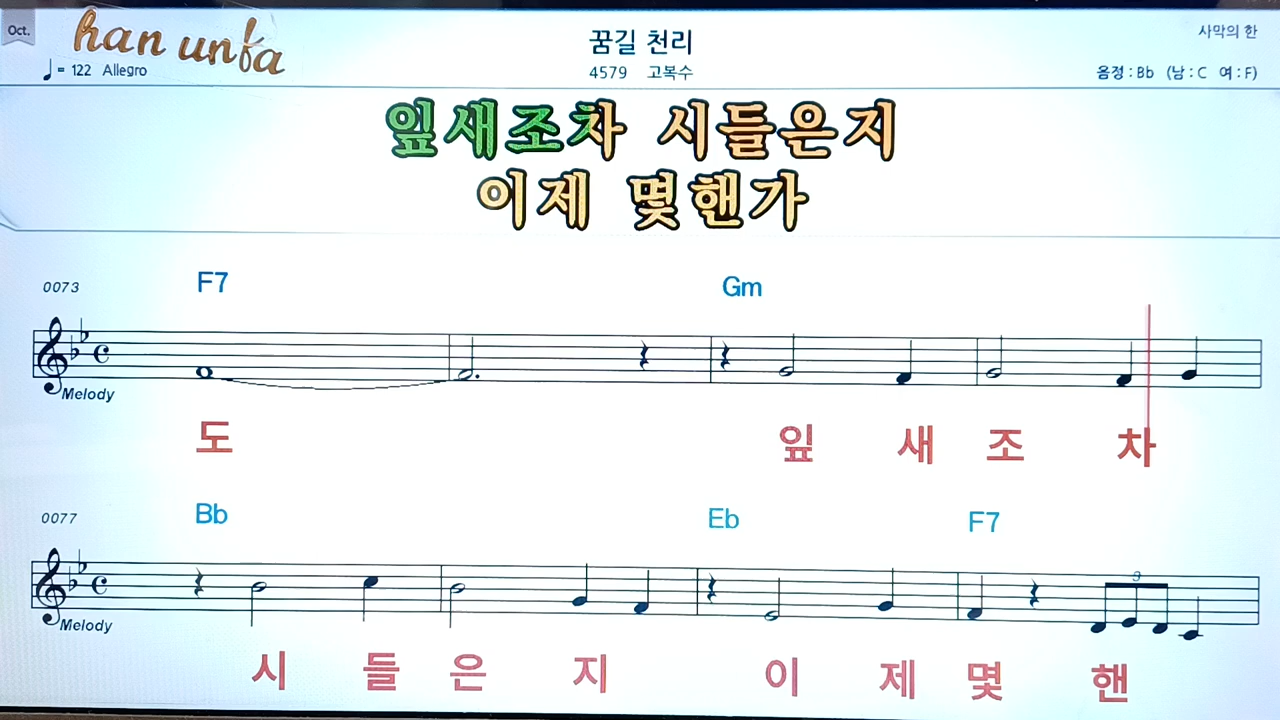 Oct.
han unfa
꿈길 천리
사막의 한
♩= 122 Allegro
4579 고복수
음정 : Bb (남 : C 여 : F)
잎새조차 시들은지
이제 몇핸가
0073 F7 Gm
Melody
도 잎 새 조 차
0077 Bb Eb F7
3
Melody
시 들 은 지 이 제 몇 핸